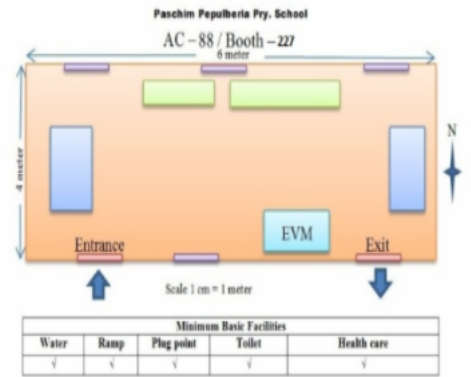 Paschim Pepulberia Pry. School
AC – 88 / Booth – 227
6 meter
4 meter
N
EVM
Entrance
Exit
Scale 1 cm = 1 meter
Minimum Basic Facilities
Water Ramp Plug point Toilet Health care
√ √ √ √ √